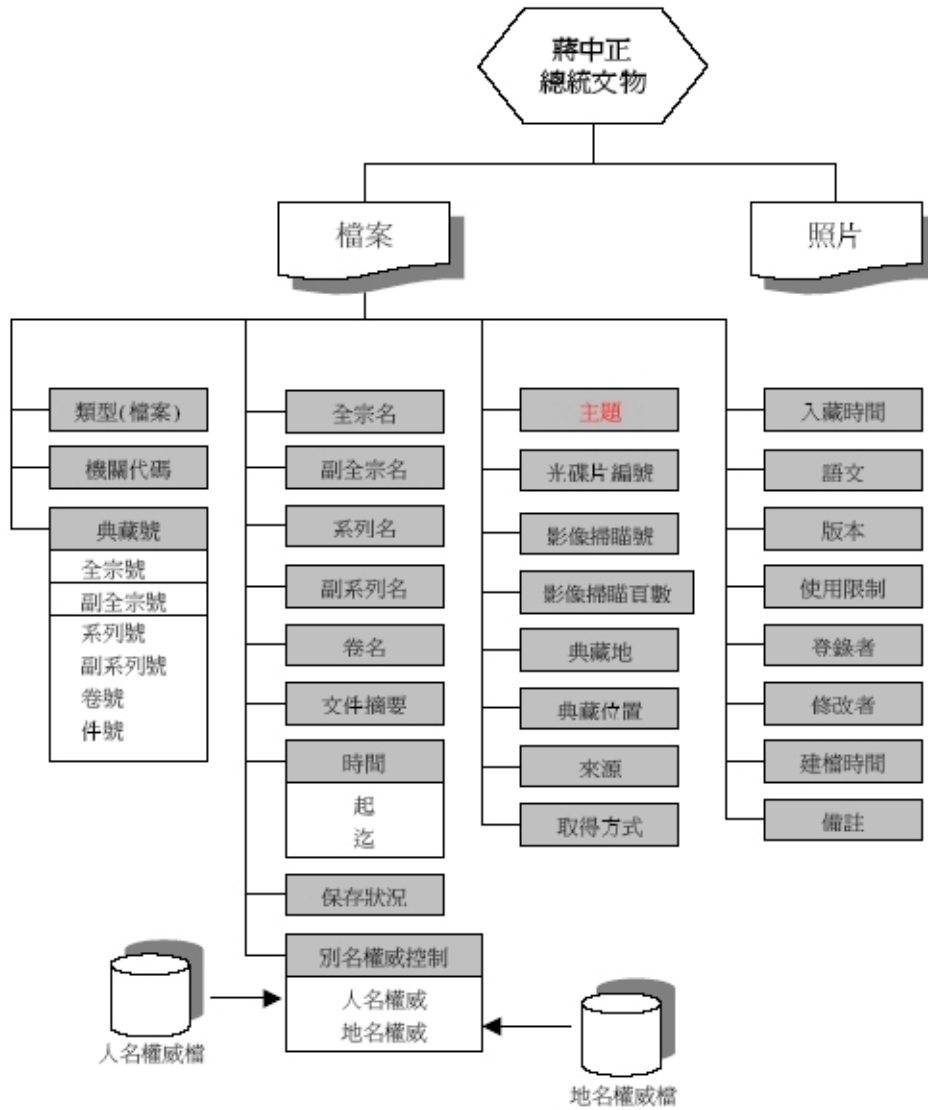 蔣中正
總統文物
檔案
照片
類型(檔案)
機關代碼
典藏號
全宗號
副全宗號
系列號
副系列號
卷號
件號
全宗名
副全宗名
系列名
副系列名
卷名
文件摘要
時間
起
迄
保存狀況
別名權威控制
人名權威
地名權威
主題
光碟片編號
影像掃瞄號
影像掃瞄頁數
典藏地
典藏位置
來源
取得方式
入藏時間
語文
版本
使用限制
登錄者
修改者
建檔時間
備註
人名權威檔
地名權威檔